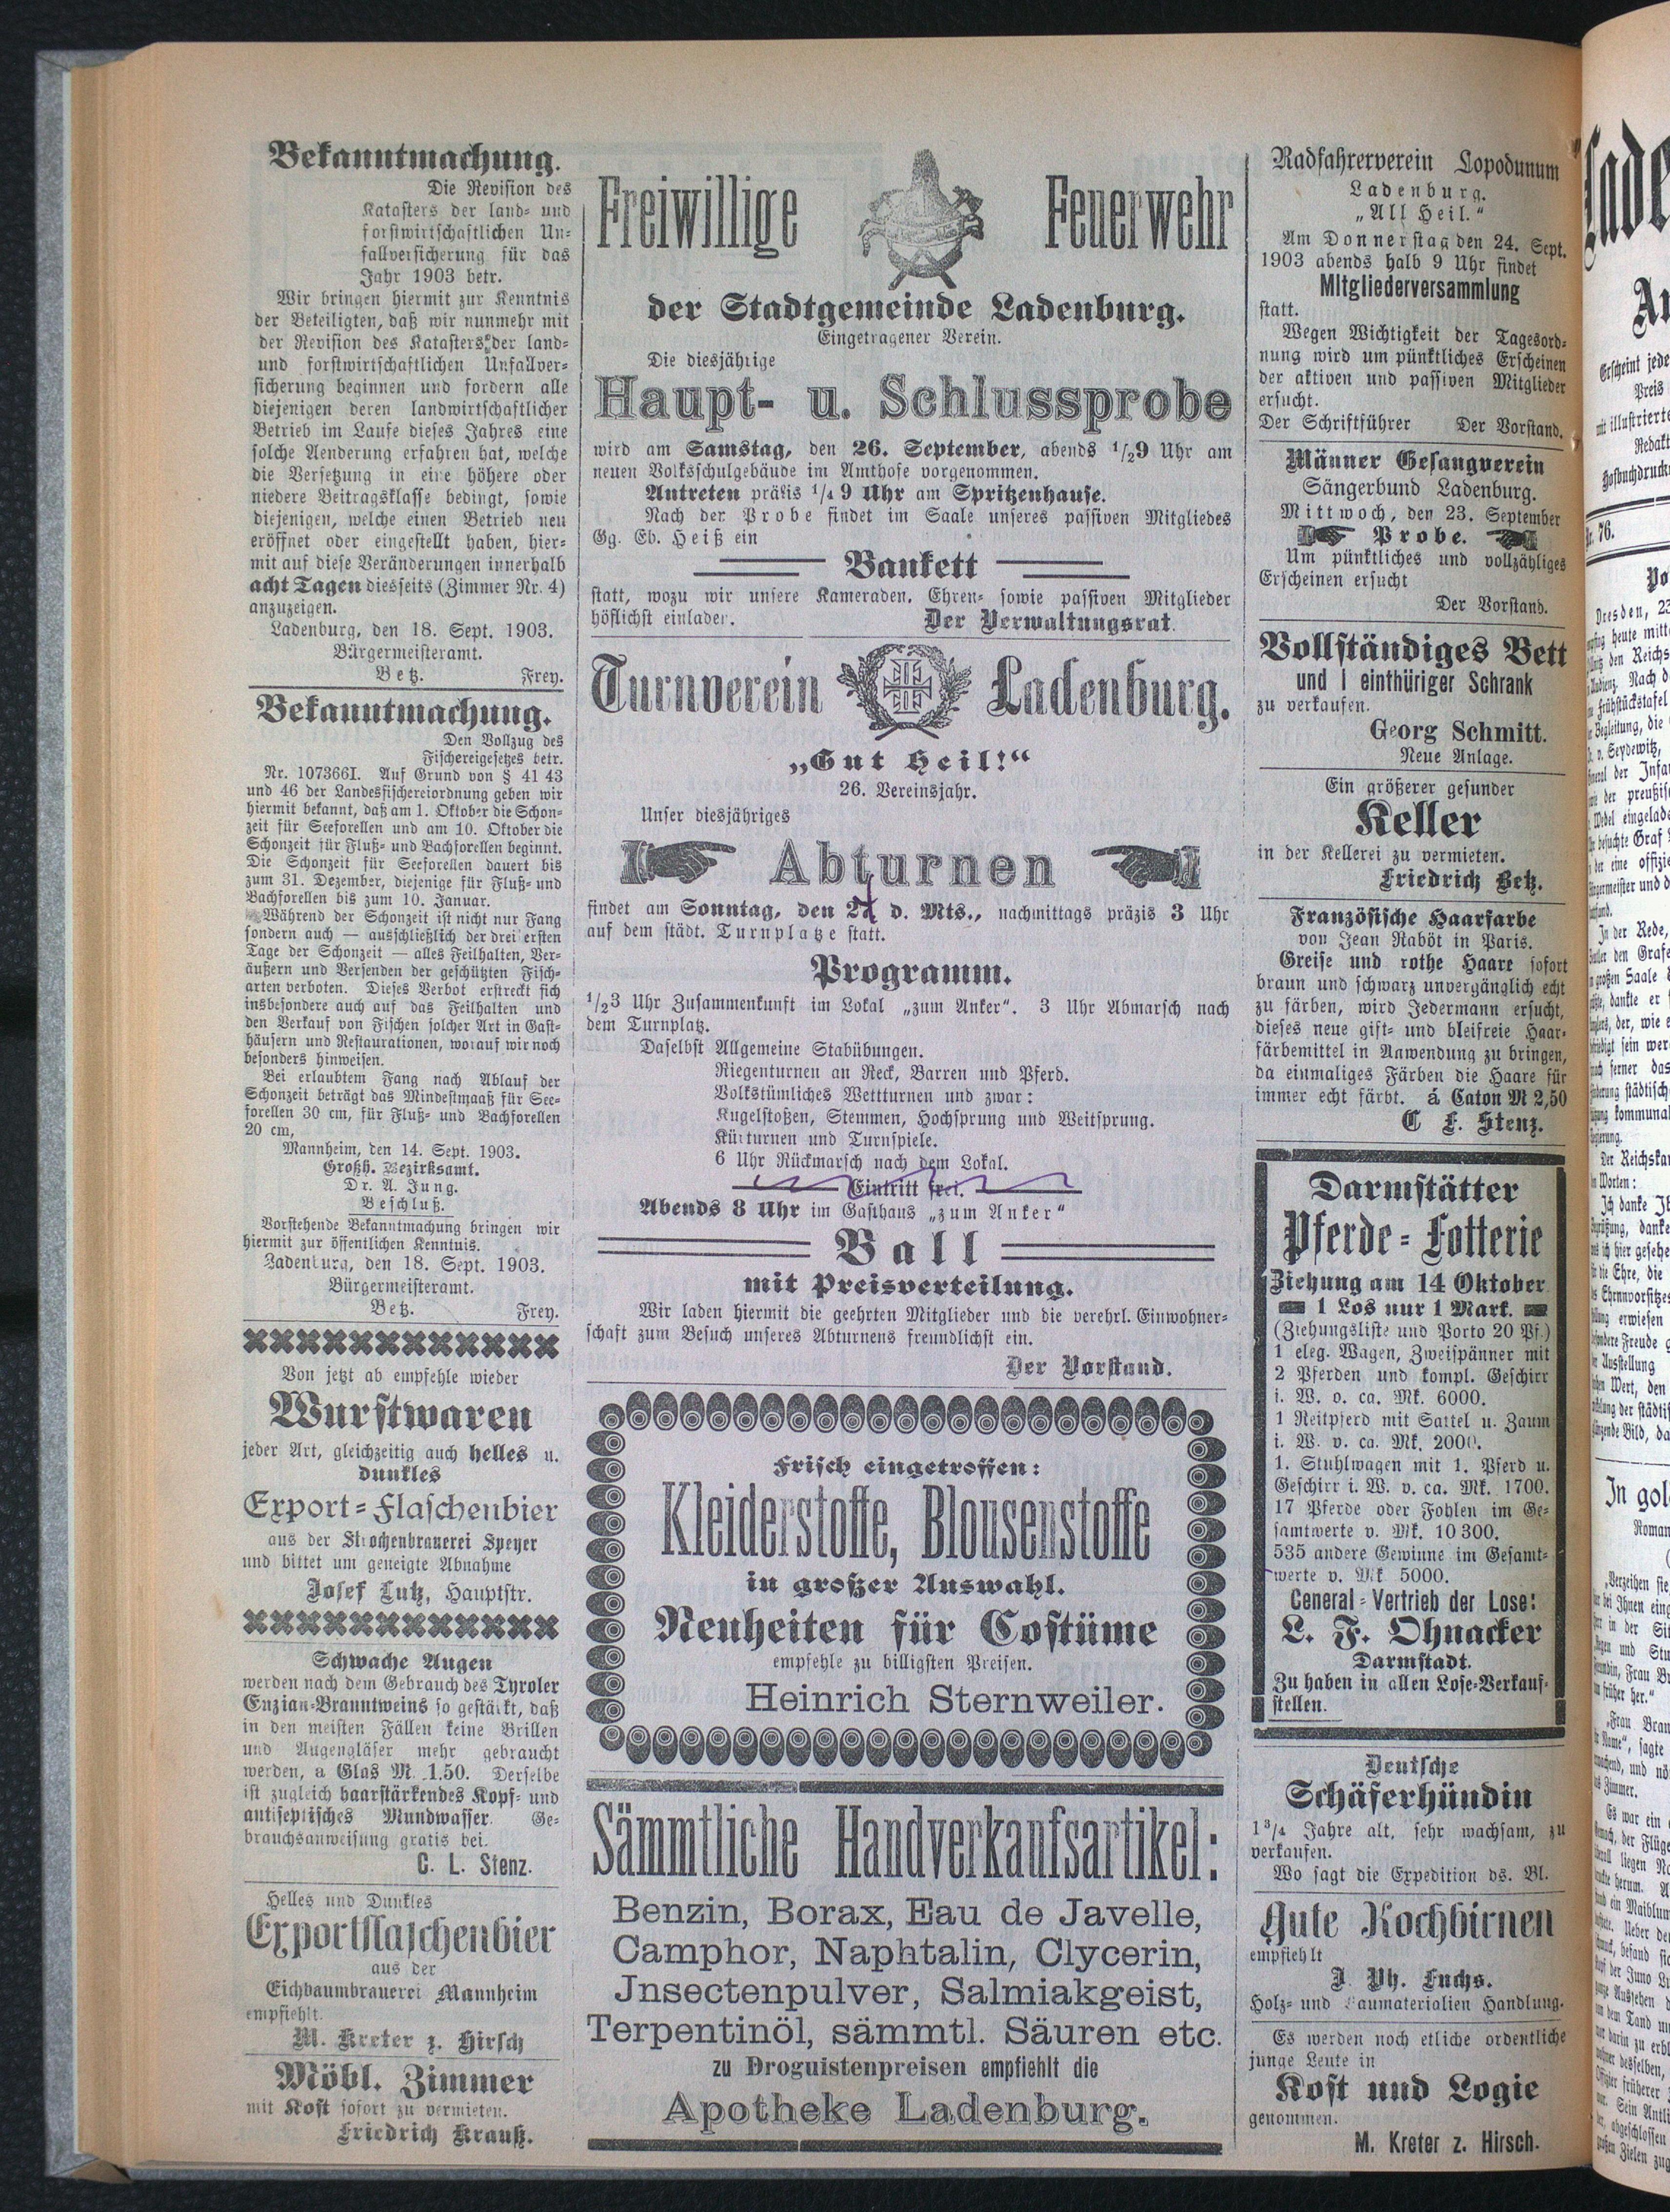 Bekanntmachung.
Die Revision des
Katasters der land- und
forstwirtschaftlichen Un-
fallversicherung für das
Jahr 1903 betr.
Wir bringen hiermit zur Kenntnis
der Beteiligten, daß wir nunmehr mit
der Revision des Katasters der land-
und forstwirtschaftlichen Unfallver-
sicherung beginnen und fordern alle
diejenigen deren landwirtschaftlicher
Betrieb im Laufe dieses Jahres eine
solche Aenderung erfahren hat, welche
die Versetzung in eine höhere oder
niedere Beitragsklasse bedingt, sowie
diejenigen, welche einen Betrieb neu
eröffnet oder eingestellt haben, hier-
mit auf diese Veränderungen innerhalb
acht Tagen diesseits (Zimmer Nr. 4)
anzuzeigen.
Ladenburg, den 18. Sept. 1903.
Bürgermeisteramt.
Betz. Frey.
Bekanntmachung.
Den Vollzug des
Fischereigesetzes betr.
Nr. 107366I. Auf Grund von § 41 43
und 46 der Landesfischereiordnung geben wir
hiermit bekannt, daß am 1. Oktober die Schon-
zeit für Seeforellen und am 10. Oktober die
Schonzeit für Fluß- und Bachforellen beginnt.
Die Schonzeit für Seeforellen dauert bis
zum 31. Dezember, diejenige für Fluß- und
Bachforellen bis zum 10. Januar.
Während der Schonzeit ist nicht nur Fang
sondern auch — ausschließlich der drei ersten
Tage der Schonzeit — alles Feilhalten, Ver-
äußern und Versenden der geschützten Fisch-
arten verboten. Dieses Verbot erstreckt sich
insbesondere auch auf das Feilhalten und
den Verkauf von Fischen solcher Art in Gast-
häusern und Restaurationen, worauf wir noch
besonders hinweisen.
Bei erlaubtem Fang nach Ablauf der
Schonzeit beträgt das Mindestmaaß für See-
forellen 30 cm, für Fluß- und Bachforellen
20 cm,
Mannheim, den 14. Sept. 1903.
Großh. Bezirksamt.
Dr. A. Jung.
Beschluß.
Vorstehende Bekanntmachung bringen wir
hiermit zur öffentlichen Kenntnis.
Ladenburg, den 18. Sept. 1903.
Bürgermeisteramt.
Betz. Frey.
Von jetzt ab empfehle wieder
Wurstwaren
jeder Art, gleichzeitig auch helles u.
dunkles
Export-Flaschenbier
aus der Storchenbrauerei Speyer
und bittet um geneigte Abnahme
Josef Lutz, Hauptstr.
Schwache Augen
werden nach dem Gebrauch des Tyroler
Enzian-Branntweins so gestärkt, daß
in den meisten Fällen keine Brillen
und Augengläser mehr gebraucht
werden, a Glas M. 1.50. Derselbe
ist zugleich haarstärkendes Kopf- und
antiseptisches Mundwasser. Ge-
brauchsanweisung gratis bei.
C. L. Stenz.
Helles und Dunkles
Exportflaschenbier
aus der
Eichbaumbrauerei Mannheim
empfiehlt.
M. Kreter z. Hirsch
Möbl. Zimmer
mit Kost sofort zu vermieten.
Friedrich Krauß.
Freiwillige Feuerwehr
der Stadtgemeinde Ladenburg.
Eingetragener Verein.
Die diesjährige
Haupt- u. Schlussprobe
wird am Samstag, den 26. September, abends 1/29 Uhr am
neuen Volksschulgebäude im Amthofe vorgenommen.
Antreten präzis 1/4 9 Uhr am Spritzenhause.
Nach der Probe findet im Saale unseres passiven Mitgliedes
Gg. Eb. Heiß ein
Bankett
statt, wozu wir unsere Kameraden, Ehren- sowie passiven Mitglieder
höflichst einladen.
Der Verwaltungsrat.
Turnverein Ladenburg.
„Gut Heil!“
26. Vereinsjahr.
Unser diesjähriges
Abturnen
findet am Sonntag, den 27 d. Mts., nachmittags präzis 3 Uhr
auf dem städt. Turnplatze statt.
Programm.
1/23 Uhr Zusammenkunft im Lokal „zum Anker“. 3 Uhr Abmarsch nach
dem Turnplatz.
Daselbst Allgemeine Stabübungen.
Riegenturnen an Reck, Barren und Pferd.
Volkstümliches Wettturnen und zwar:
Kugelstoßen, Stemmen, Hochsprung und Weitsprung.
Kürturnen und Turnspiele.
6 Uhr Rückmarsch nach dem Lokal.
Eintritt frei.
Abends 8 Uhr im Gasthaus „zum Anker“
Ball
mit Preisverteilung.
Wir laden hiermit die geehrten Mitglieder und die verehrl. Einwohner-
schaft zum Besuch unseres Abturnens freundlichst ein.
Der Vorstand.
Frisch eingetroffen:
Kleiderstoffe, Blousenstoffe
in großer Auswahl.
Neuheiten für Costüme
empfehle zu billigsten Preisen.
Heinrich Sternweiler.
Sämmtliche Handverkaufsartikel:
Benzin, Borax, Eau de Javelle,
Camphor, Naphtalin, Clycerin,
Jnsectenpulver, Salmiakgeist,
Terpentinöl, sämmtl. Säuren etc.
zu Droguistenpreisen empfiehlt die
Apotheke Ladenburg.
Radfahrerverein Lopodunum
Ladenburg.
„All Heil.“
Am Donnerstag den 24. Sept.
1903 abends halb 9 Uhr findet
Mitgliederversammlung
statt.
Wegen Wichtigkeit der Tagesord-
nung wird um pünktliches Erscheinen
der aktiven und passiven Mitglieder
ersucht.
Der Schriftführer Der Vorstand.
Männer Gesangverein
Sängerbund Ladenburg.
Mittwoch, den 23. September
Probe.
Um pünktliches und vollzähliges
Erscheinen ersucht
Der Vorstand.
Vollständiges Bett
und 1 einthüriger Schrank
zu verkaufen.
Georg Schmitt.
Neue Anlage.
Ein größerer gesunder
Keller
in der Kellerei zu vermieten.
Friedrich Betz.
Französische Haarfarbe
von Jean Rabôt in Paris.
Greise und rothe Haare sofort
braun und schwarz unvergänglich echt
zu färben, wird Jedermann ersucht,
dieses neue gift- und bleifreie Haar-
färbemittel in Anwendung zu bringen,
da einmaliges Färben die Haare für
immer echt färbt. á Caton M 2,50
C L. Stenz.
Darmstätter
Pferde-Lotterie
Ziehung am 14 Oktober
1 Los nur 1 Mark.
(Ziehungsliste und Porto 20 Pf.)
1 eleg. Wagen, Zweispänner mit
2 Pferden und kompl. Geschirr
i. W. v. ca. Mk. 6000.
1 Reitpferd mit Sattel u. Zaum
i. W. v. ca. Mk. 2000.
1. Stuhlwagen mit 1. Pferd u.
Geschirr i. W. v. ca. Mk. 1700.
17 Pferde oder Fohlen im Ge-
samtwerte v. Mk. 10300.
535 andere Gewinne im Gesamt-
werte v. Mk 5000.
General-Vertrieb der Lose:
L. F. Ohnacker
Darmstadt.
Zu haben in allen Lose-Verkauf-
stellen.
Deutsche
Schäferhündin
1 3/4 Jahre alt, sehr wachsam, zu
verkaufen.
Wo sagt die Expedition ds. Bl.
Gute Kochbirnen
empfiehlt
J. Ph. Fuchs.
Holz- und Baumaterialien Handlung.
Es werden noch etliche ordentliche
junge Leute in
Kost und Logie
genommen.
M. Kreter z. Hirsch.
Erscheint jede
Preis
mit illustrierte
Redakt
Hofbuchdruck
Nr. 76.
Dresden, 23